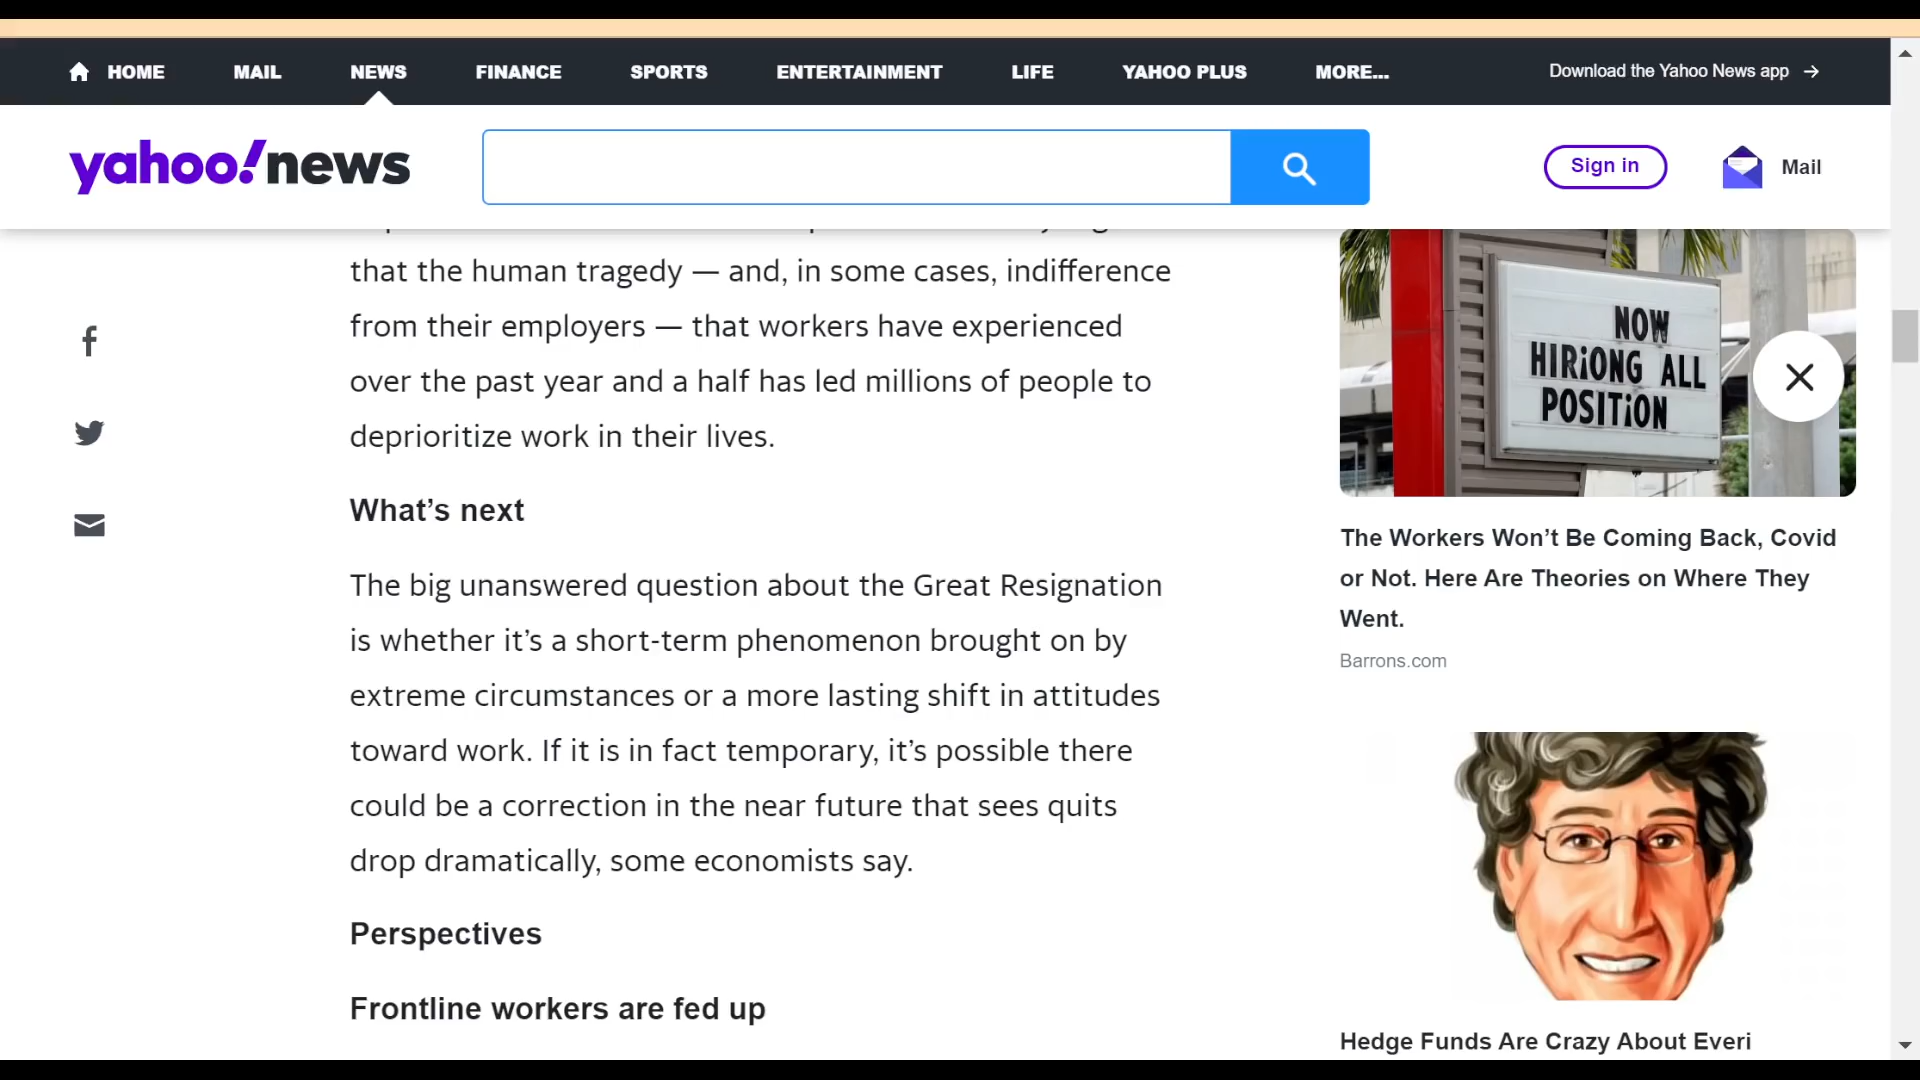 HOME MAIL NEWS FINANCE SPORTS ENTERTAINMENT LIFE YAHOO PLUS MORE... Download the Yahoo News app →
yahoo!news
Sign in
Mail
that the human tragedy — and, in some cases, indifference
from their employers — that workers have experienced
over the past year and a half has led millions of people to
deprioritize work in their lives.
What’s next
The big unanswered question about the Great Resignation
is whether it’s a short-term phenomenon brought on by
extreme circumstances or a more lasting shift in attitudes
toward work. If it is in fact temporary, it’s possible there
could be a correction in the near future that sees quits
drop dramatically, some economists say.
Perspectives
Frontline workers are fed up
NOW
HIRiONG ALL
POSITiON
The Workers Won’t Be Coming Back, Covid
or Not. Here Are Theories on Where They
Went.
Barrons.com
Hedge Funds Are Crazy About Everi